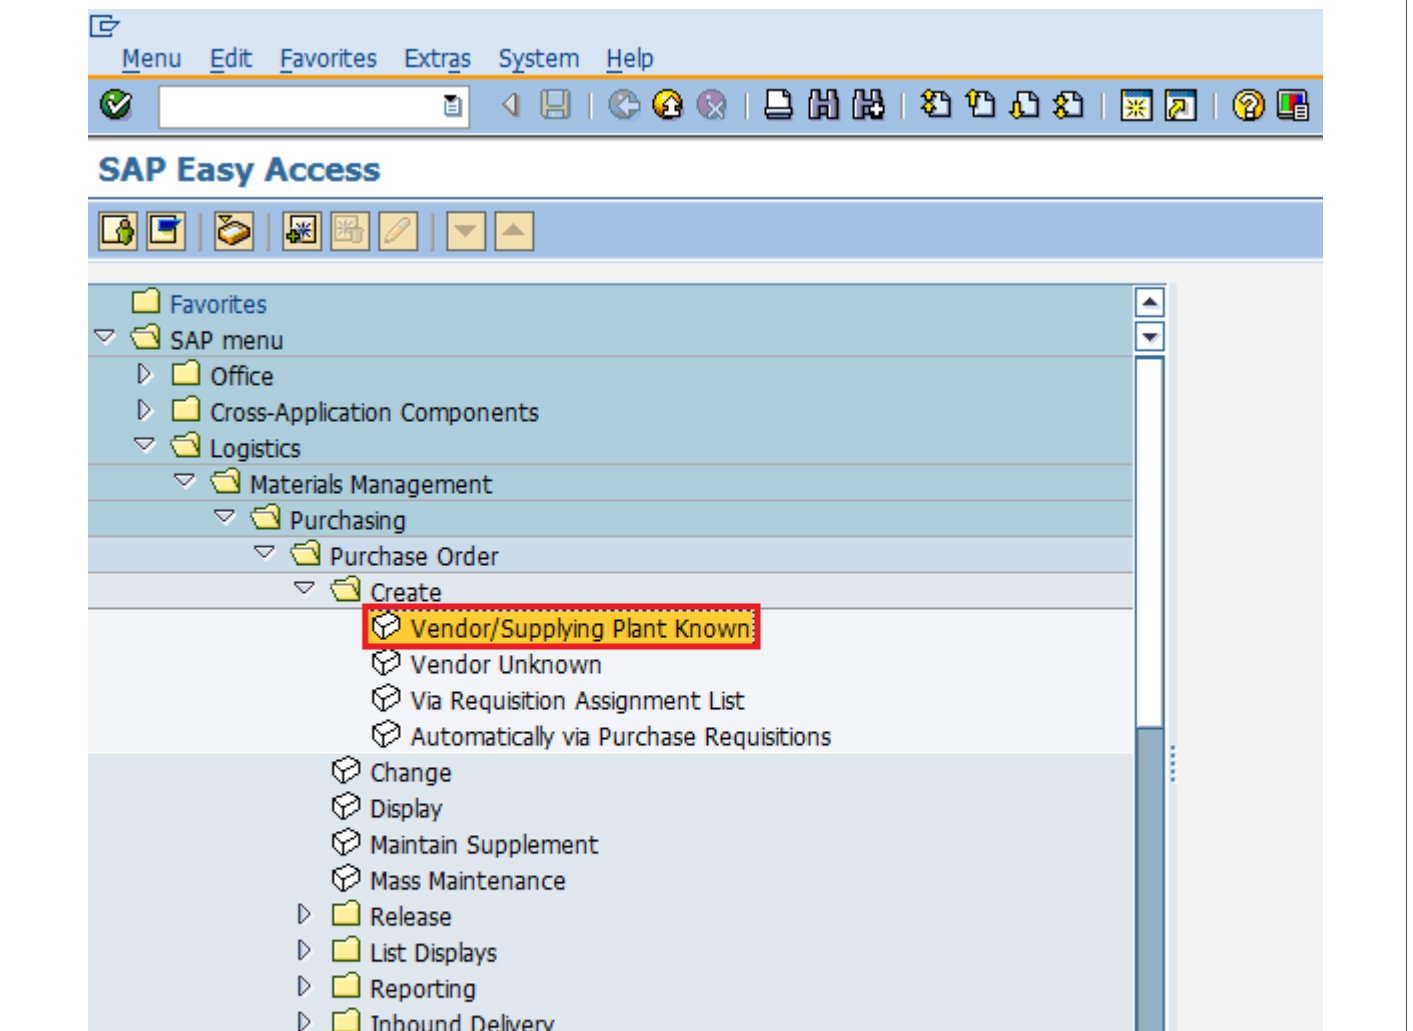 Menu Edit Favorites Extras System Help
SAP Easy Access
Favorites
SAP menu
Office
Cross-Application Components
Logistics
Materials Management
Purchasing
Purchase Order
Create
Vendor/Supplying Plant Known
Vendor Unknown
Via Requisition Assignment List
Automatically via Purchase Requisitions
Change
Display
Maintain Supplement
Mass Maintenance
Release
List Displays
Reporting
Inbound Delivery